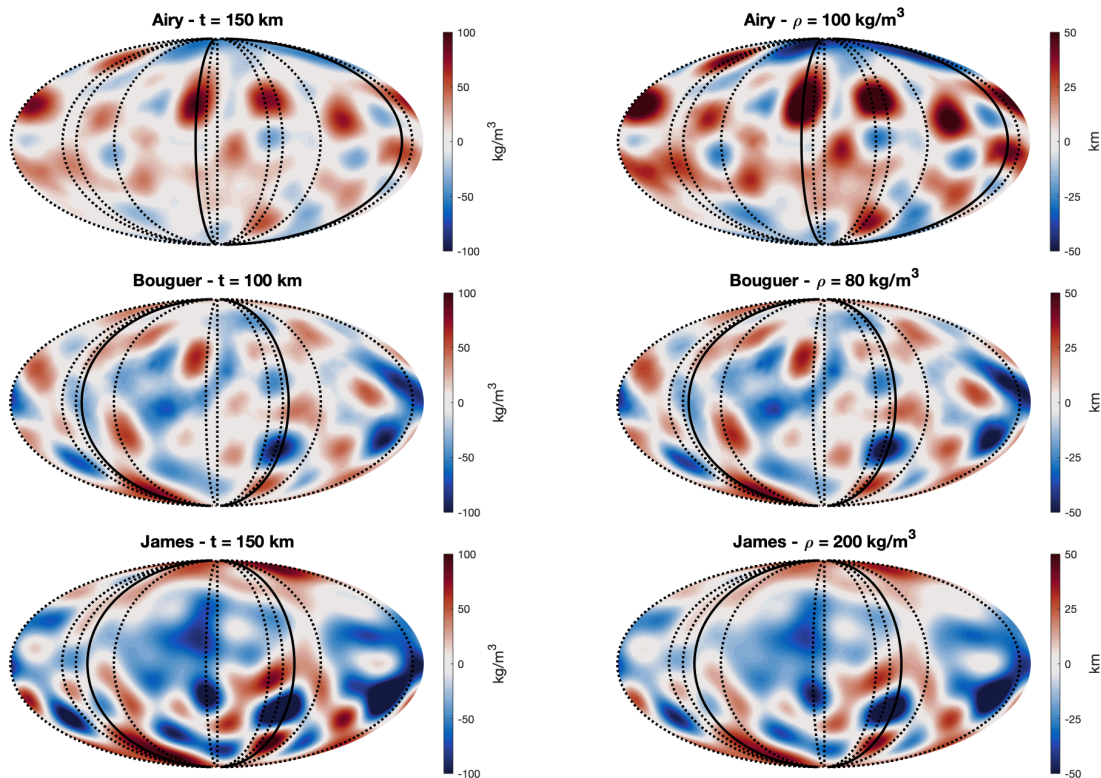 Airy - t = 150 km
100
50
0
-50
-100
kg/m³
Airy - ρ = 100 kg/m³
50
25
0
-25
-50
km
Bouguer - t = 100 km
100
50
0
-50
-100
kg/m³
Bouguer - ρ = 80 kg/m³
50
25
0
-25
-50
km
James - t = 150 km
100
50
0
-50
-100
kg/m³
James - ρ = 200 kg/m³
50
25
0
-25
-50
km